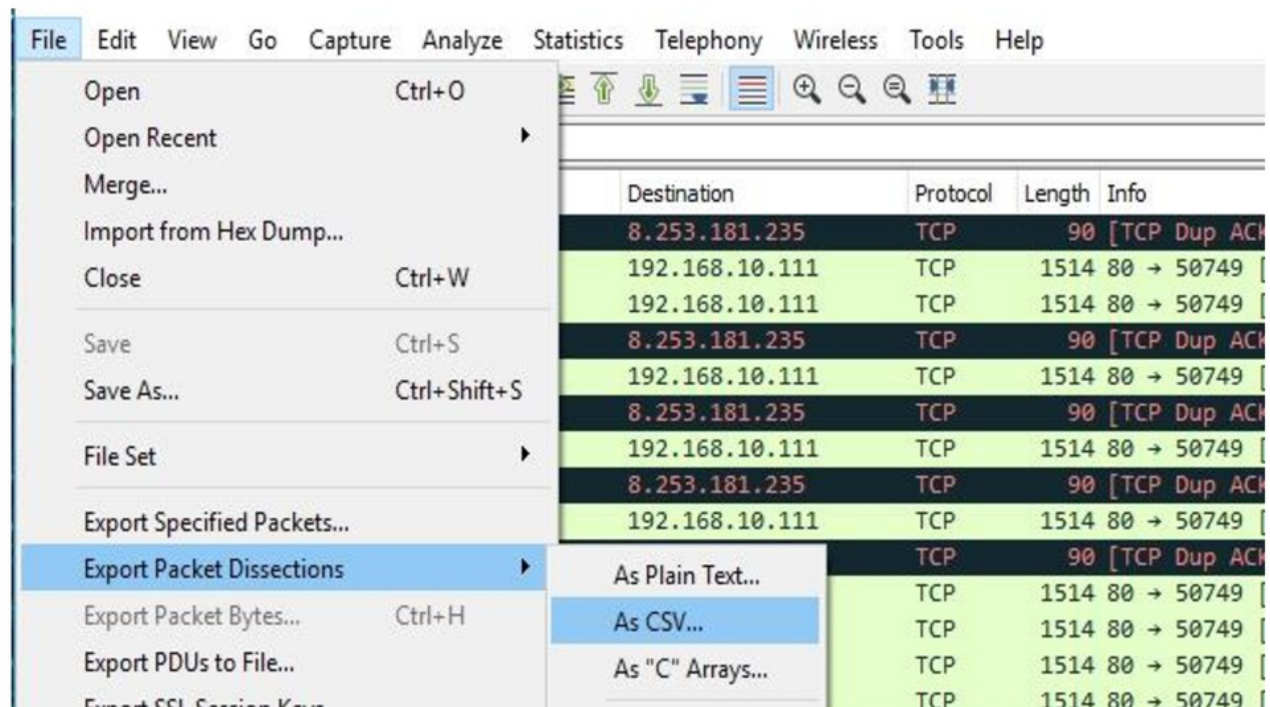 File Edit View Go Capture Analyze Statistics Telephony Wireless Tools Help
Open Ctrl+O
Open Recent
Merge...
Import from Hex Dump...
Close Ctrl+W
Save Ctrl+S
Save As... Ctrl+Shift+S
File Set
Export Specified Packets...
Export Packet Dissections
Export Packet Bytes... Ctrl+H
Export PDUs to File...
Export SSL Session Keys
As Plain Text...
As CSV...
As "C" Arrays...
Destination Protocol Length Info
8.253.181.235 TCP 90 [TCP Dup ACK
192.168.10.111 TCP 1514 80 → 50749 [
192.168.10.111 TCP 1514 80 → 50749 [
8.253.181.235 TCP 90 [TCP Dup ACK
192.168.10.111 TCP 1514 80 → 50749 [
8.253.181.235 TCP 90 [TCP Dup ACK
192.168.10.111 TCP 1514 80 → 50749 [
8.253.181.235 TCP 90 [TCP Dup ACK
192.168.10.111 TCP 1514 80 → 50749 [
TCP 90 [TCP Dup ACK
TCP 1514 80 → 50749 [
TCP 1514 80 → 50749 [
TCP 1514 80 → 50749 [
TCP 1514 80 → 50749 [